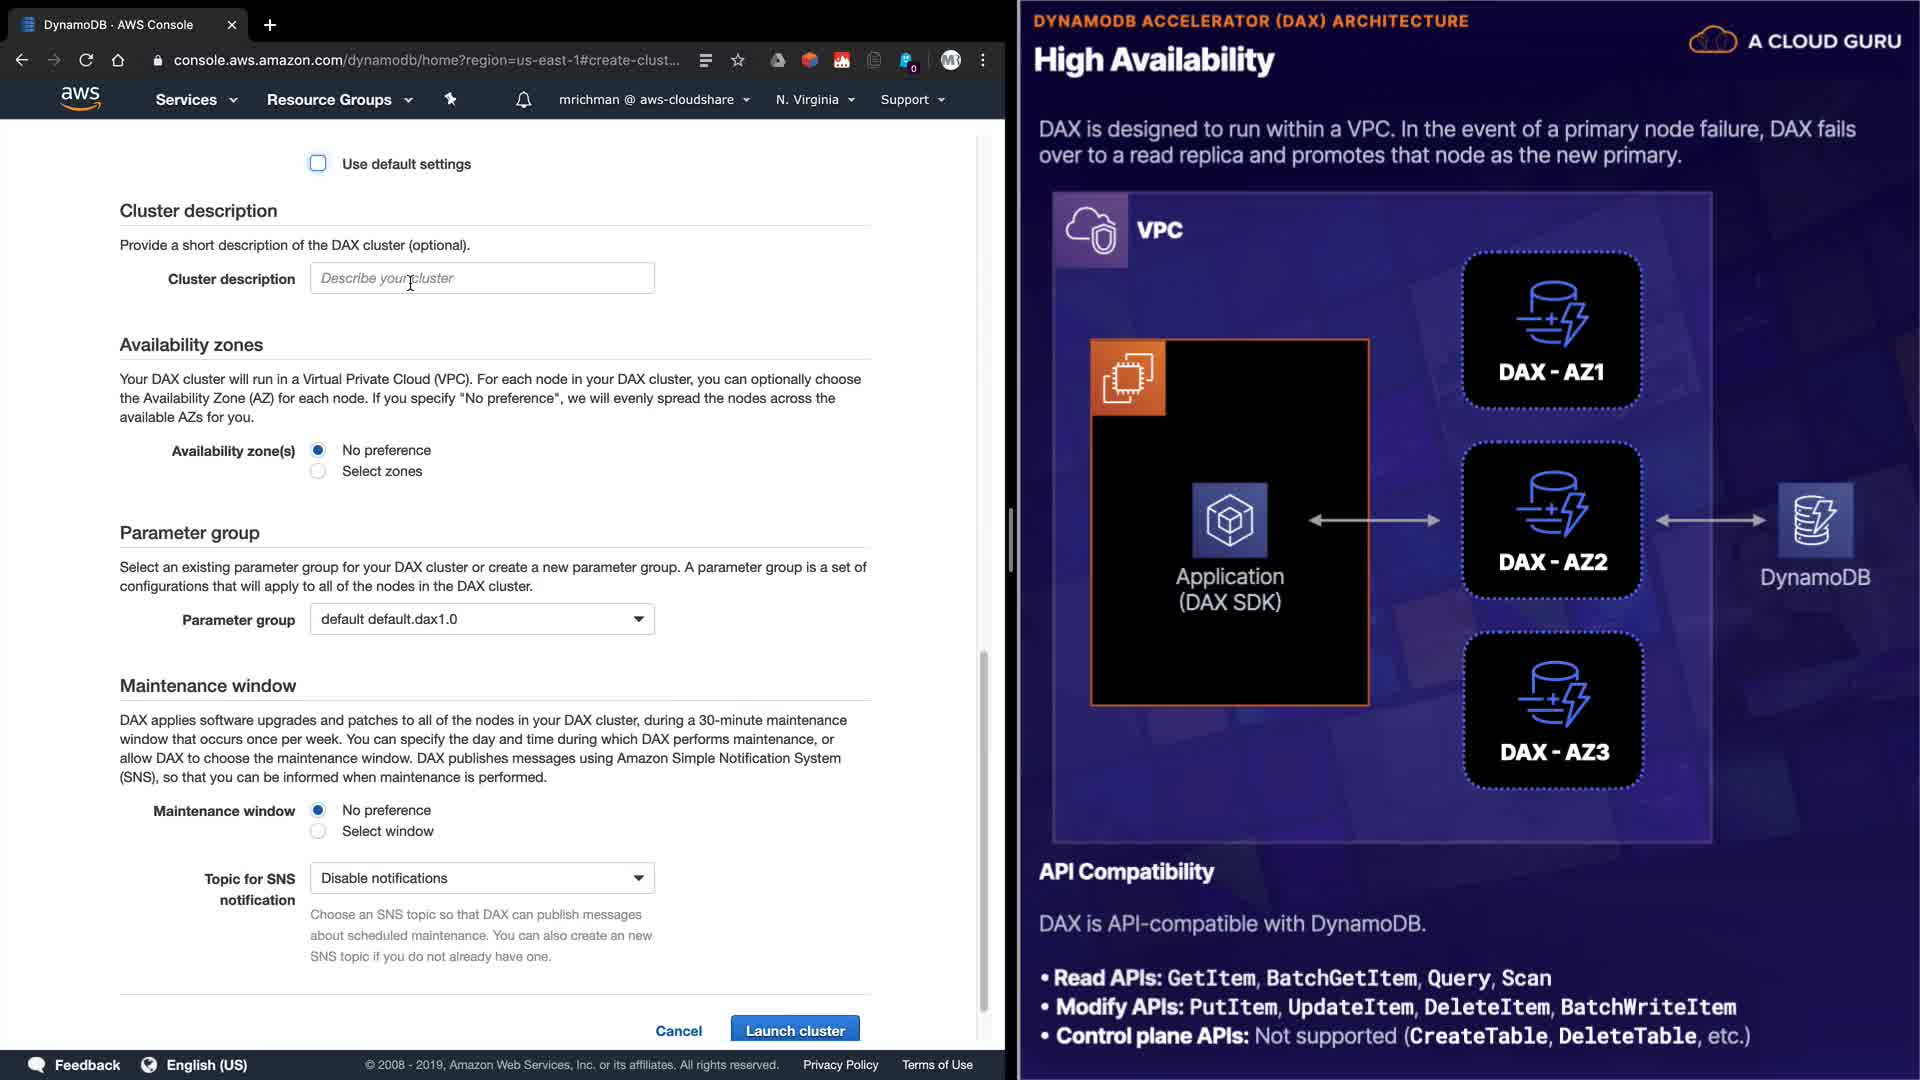 DynamoDB · AWS Console
console.aws.amazon.com/dynamodb/home?region=us-east-1#create-clust...
0
aws
Services
Resource Groups
mrichman @ aws-cloudshare
N. Virginia
Support
Use default settings
Cluster description
Provide a short description of the DAX cluster (optional).
Cluster description
Describe your cluster
Availability zones
Your DAX cluster will run in a Virtual Private Cloud (VPC). For each node in your DAX cluster, you can optionally choose
the Availability Zone (AZ) for each node. If you specify "No preference", we will evenly spread the nodes across the
available AZs for you.
Availability zone(s)
No preference
Select zones
Parameter group
Select an existing parameter group for your DAX cluster or create a new parameter group. A parameter group is a set of
configurations that will apply to all of the nodes in the DAX cluster.
Parameter group
default default.dax1.0
Maintenance window
DAX applies software upgrades and patches to all of the nodes in your DAX cluster, during a 30-minute maintenance
window that occurs once per week. You can specify the day and time during which DAX performs maintenance, or
allow DAX to choose the maintenance window. DAX publishes messages using Amazon Simple Notification System
(SNS), so that you can be informed when maintenance is performed.
Maintenance window
No preference
Select window
Topic for SNS
notification
Disable notifications
Choose an SNS topic so that DAX can publish messages
about scheduled maintenance. You can also create an new
SNS topic if you do not already have one.
Cancel
Launch cluster
Feedback
English (US)
© 2008 - 2019, Amazon Web Services, Inc. or its affiliates. All rights reserved.
Privacy Policy
Terms of Use
DYNAMODB ACCELERATOR (DAX) ARCHITECTURE
High Availability
A CLOUD GURU
DAX is designed to run within a VPC. In the event of a primary node failure, DAX fails
over to a read replica and promotes that node as the new primary.
VPC
DAX - AZ1
DAX - AZ2
DAX - AZ3
Application
(DAX SDK)
DynamoDB
API Compatibility
DAX is API-compatible with DynamoDB.
• Read APIs: GetItem, BatchGetItem, Query, Scan
• Modify APIs: PutItem, UpdateItem, DeleteItem, BatchWriteItem
• Control plane APIs: Not supported (CreateTable, DeleteTable, etc.)